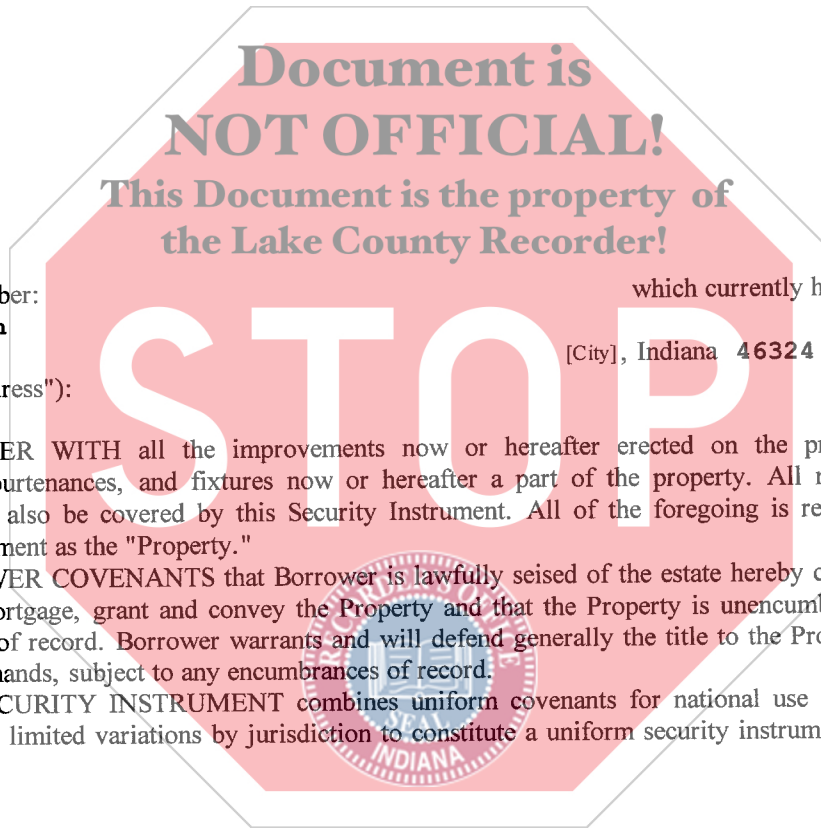 Document is
NOT OFFICIAL!
This Document is the property of
the Lake County Recorder!
ber: which currently h
n
[City], Indiana 46324
ress"):
STOP
ER WITH all the improvements now or hereafter erected on the pr
urtenances, and fixtures now or hereafter a part of the property. All r
also be covered by this Security Instrument. All of the foregoing is re
ment as the "Property."
VER COVENANTS that Borrower is lawfully seised of the estate hereby c
ortgage, grant and convey the Property and that the Property is unencumb
of record. Borrower warrants and will defend generally the title to the Pro
hands, subject to any encumbrances of record.
CURITY INSTRUMENT combines uniform covenants for national use
limited variations by jurisdiction to constitute a uniform security instrum
RECORDER'S OFFICE
SEAL
INDIANA